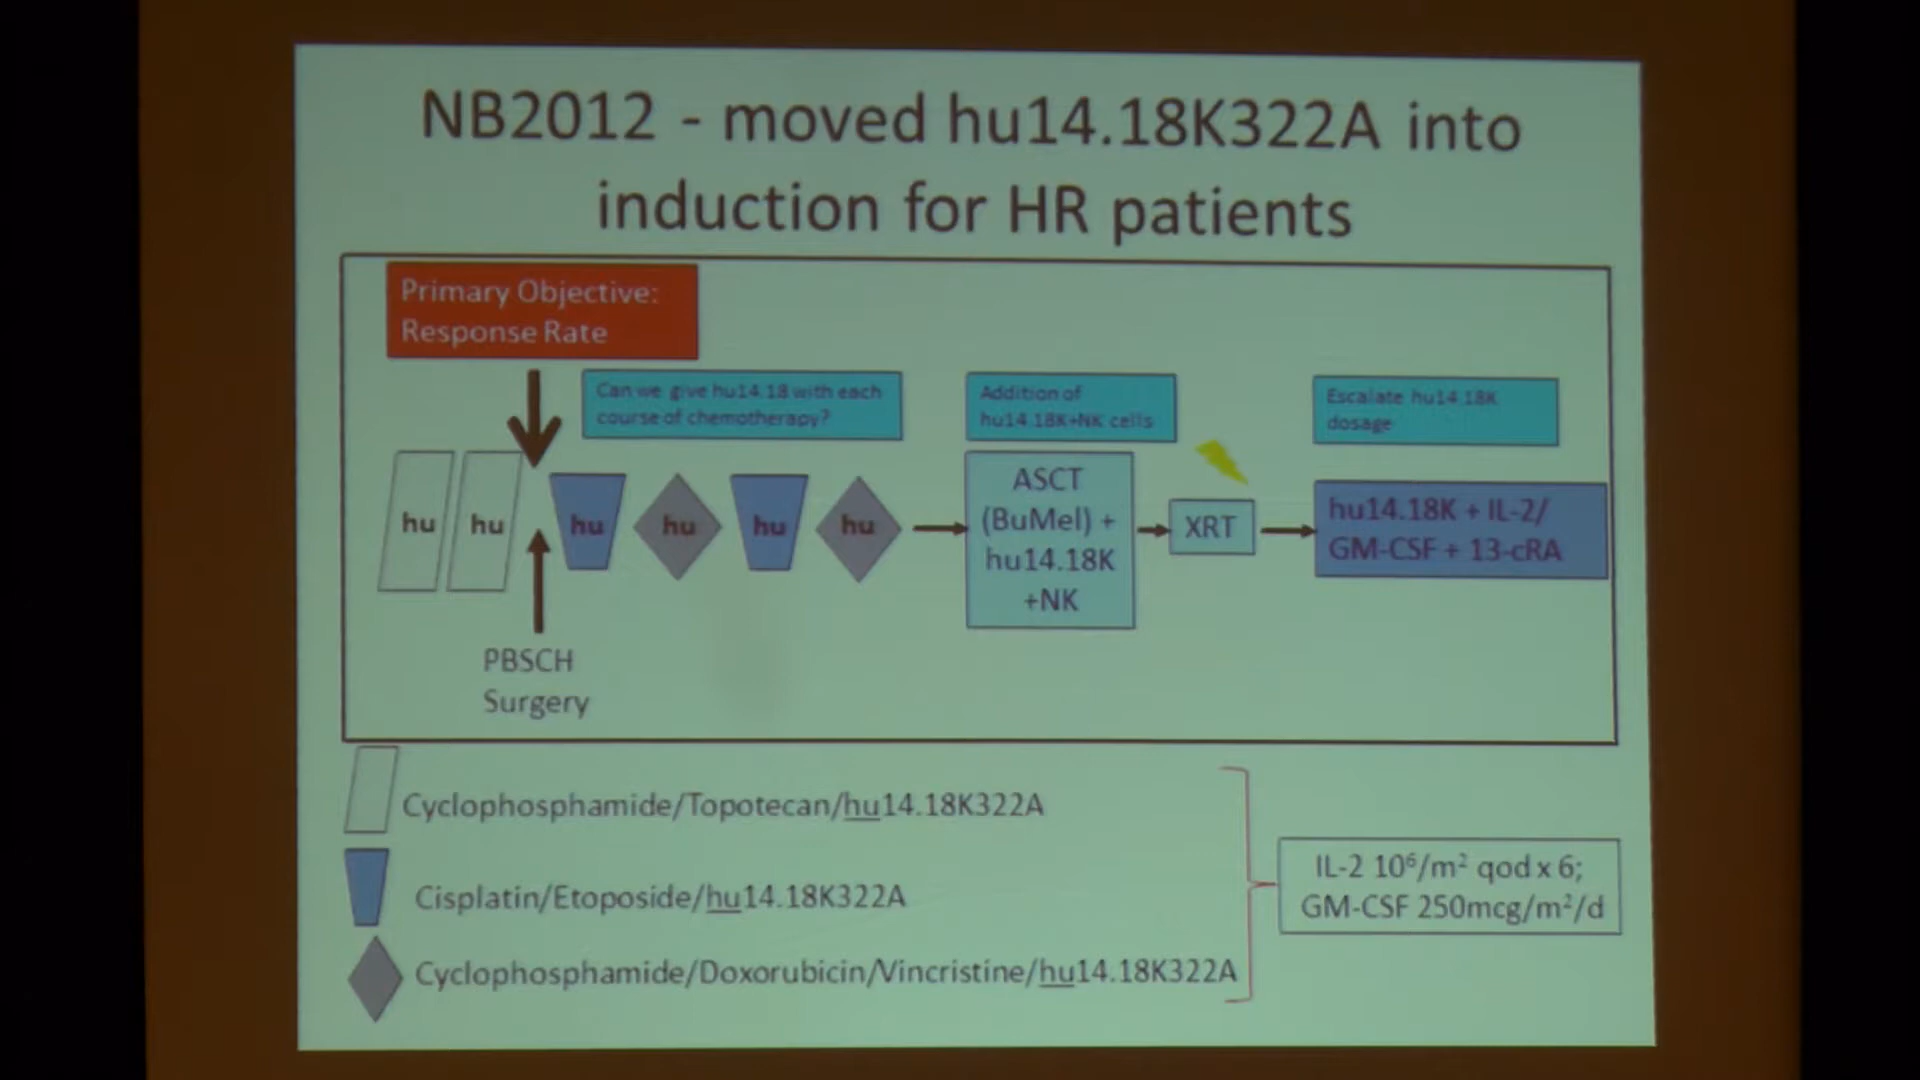 NB2012 - moved hu14.18K322A into
induction for HR patients
Primary Objective:
Response Rate
Can we give hu14.18 with each
course of chemotherapy?
Addition of
hu14.18K+NK cells
Escalate hu14.18K
dosage
hu
hu
hu
hu
hu
hu
ASCT
(BuMel) +
hu14.18K
+NK
XRT
hu14.18K + IL-2/
GM-CSF + 13-cRA
PBSCH
Surgery
Cyclophosphamide/Topotecan/hu14.18K322A
Cisplatin/Etoposide/hu14.18K322A
Cyclophosphamide/Doxorubicin/Vincristine/hu14.18K322A
IL-2 10⁶/m² qod x 6;
GM-CSF 250mcg/m²/d